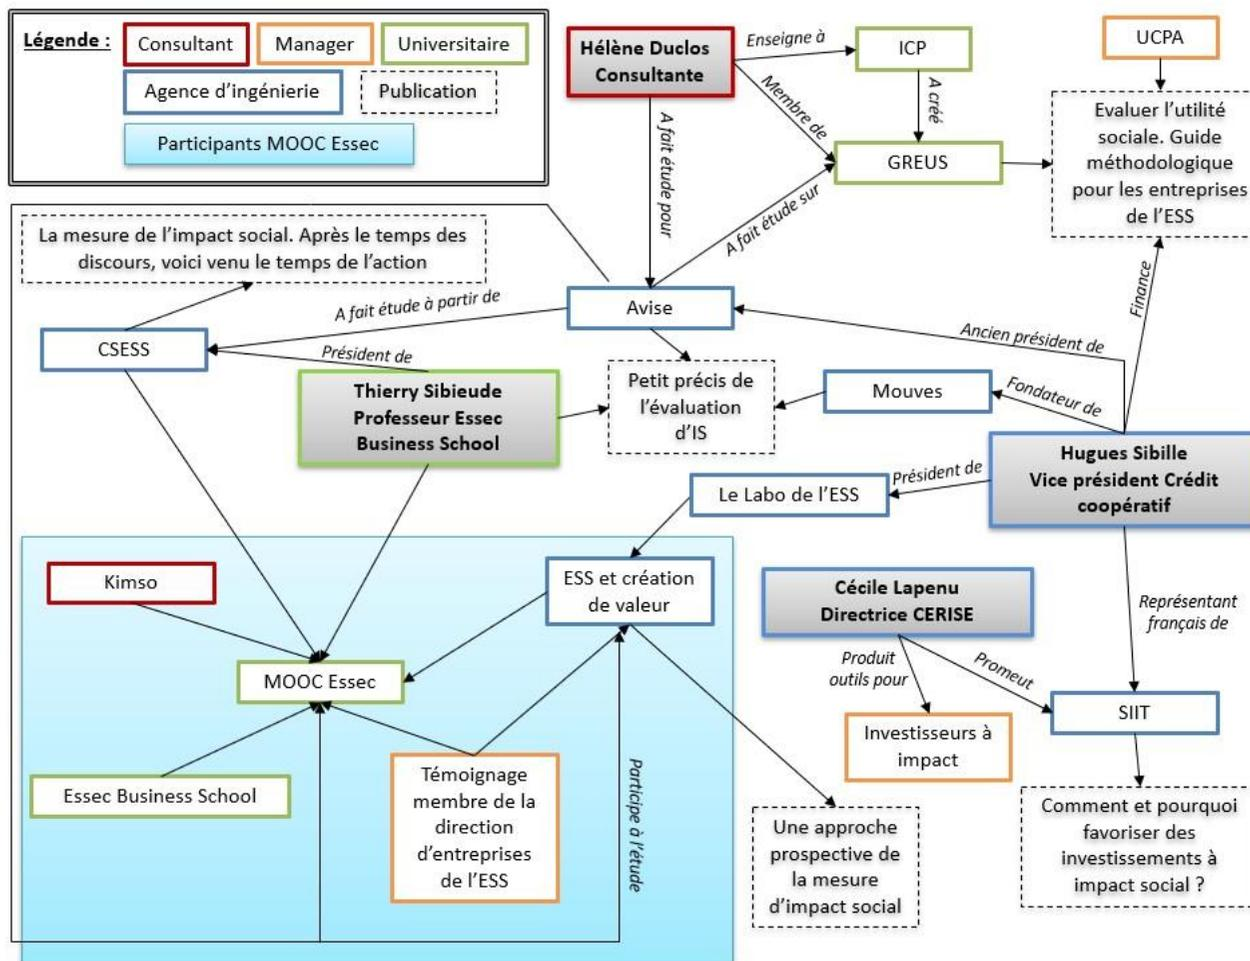 Légende :
Consultant
Manager
Universitaire
Agence d'ingénierie
Publication
Participants MOOC Essec
Hélène Duclos
Consultante
Enseigne à
ICP
UCPA
Membre de
A créé
A fait étude pour
GREUS
Evaluer l'utilité
sociale. Guide
méthodologique
pour les entreprises
de l'ESS
A fait étude sur
La mesure de l'impact social. Après le temps des
discours, voici venu le temps de l'action
A fait étude à partir de
Avise
Finance
CSESS
Président de
Ancien président de
Thierry Sibieude
Professeur Essec
Business School
Petit précis de
l'évaluation
d'IS
Mouves
Fondateur de
Hugues Sibille
Vice président Crédit
coopératif
Président de
Le Labo de l'ESS
Kimso
ESS et création
de valeur
Cécile Lapenu
Directrice CERISE
Représentant
français de
MOOC Essec
Produit
outils pour
Promeut
SIIT
Investisseurs à
impact
Essec Business School
Témoignage
membre de la
direction
d'entreprises
de l'ESS
Participe à l'étude
Une approche
prospective de
la mesure
d'impact social
Comment et pourquoi
favoriser des
investissements à
impact social ?